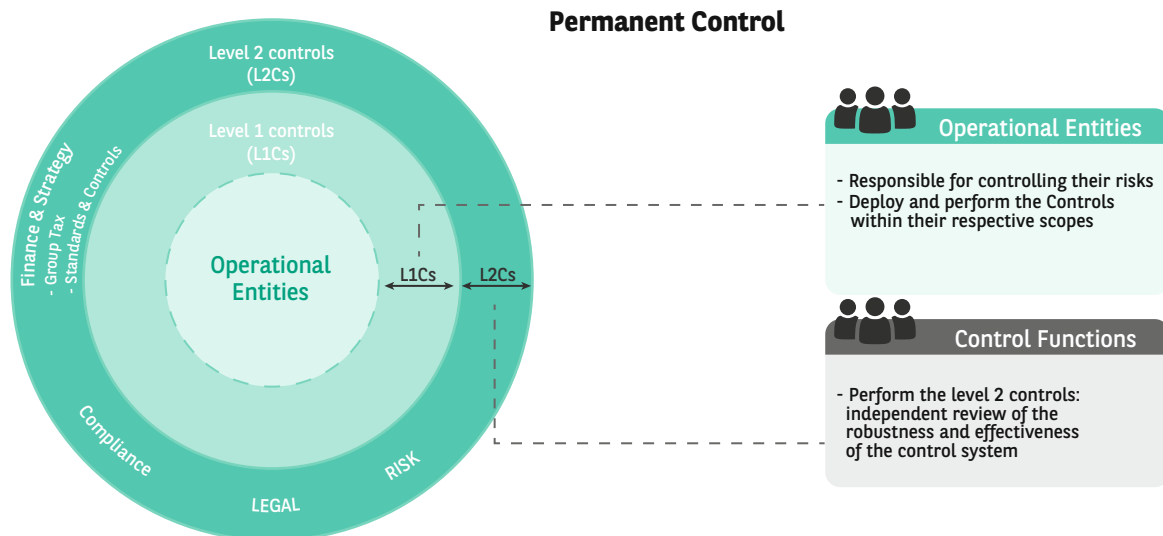 Permanent Control
Level 2 controls
(L2Cs)
Level 1 controls
(L1Cs)
Finance & Strategy
- Group Tax
- Standards & Controls
Operational
Entities
L1Cs
L2Cs
Compliance
LEGAL
RISK
Operational Entities
- Responsible for controlling their risks
- Deploy and perform the Controls
within their respective scopes
Control Functions
- Perform the level 2 controls:
independent review of the
robustness and effectiveness
of the control system